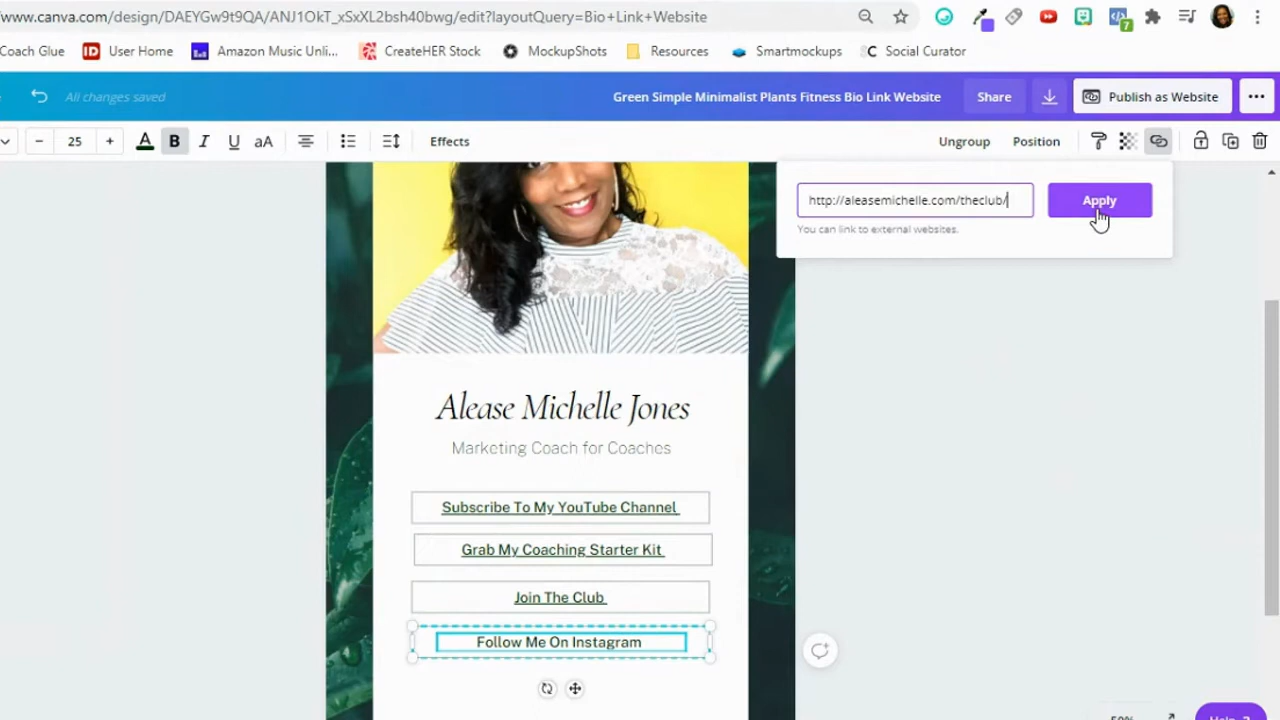 www.canva.com/design/DAEYGw9t9QA/ANJ1OkT_xSxXL2bsh40bwg/edit?layoutQuery=Bio+Link+Website
7
Coach Glue User Home Amazon Music Unli... CreateHER Stock MockupShots Resources Smartmockups Social Curator
All changes saved Green Simple Minimalist Plants Fitness Bio Link Website Share Publish as Website
25 A B I U aA Effects Ungroup Position
http://aleasemichelle.com/theclub/ Apply
You can link to external websites.
Alease Michelle Jones
Marketing Coach for Coaches
Subscribe To My YouTube Channel
Grab My Coaching Starter Kit
Join The Club
Follow Me On Instagram
50% Help ?